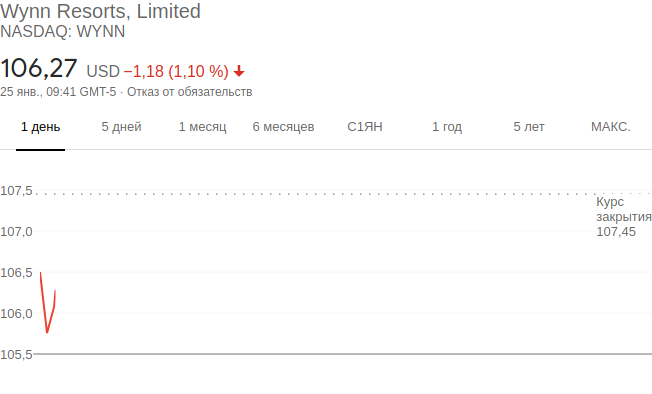 Wynn Resorts, Limited
NASDAQ: WYNN
106,27 USD −1,18 (1,10 %)
25 янв., 09:41 GMT-5 · Отказ от обязательств
1 день 5 дней 1 месяц 6 месяцев С1ЯН 1 год 5 лет МАКС.
107,5
Курс
закрытия
107,0
107,45
106,5
106,0
105,5